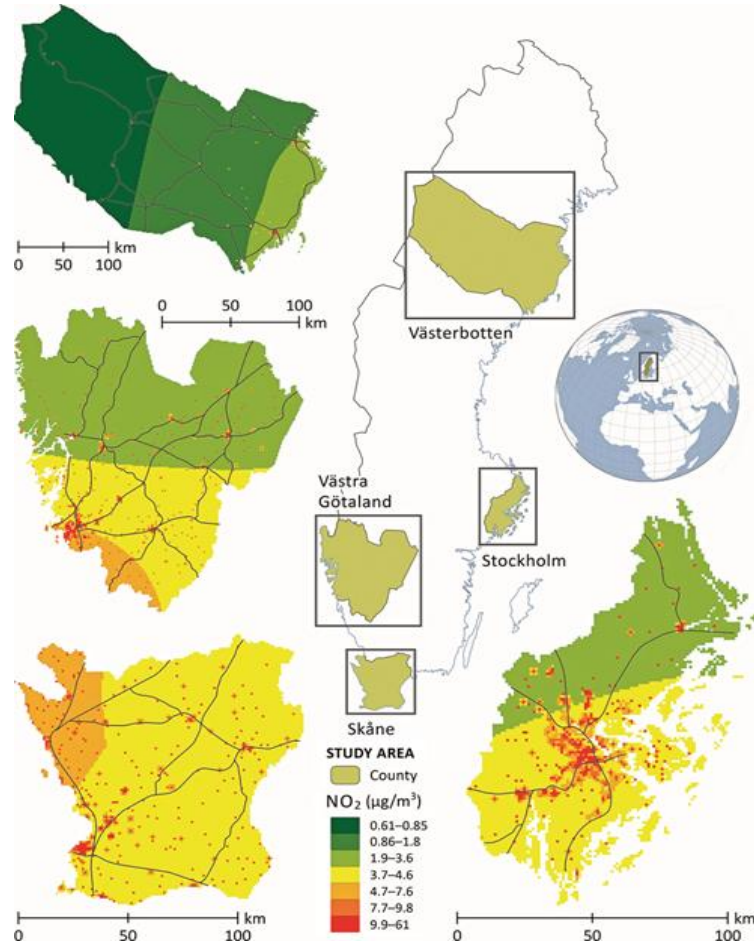 km
0 50 100
Västerbotten
0 50 100
km
Västra
Götaland
Stockholm
Skåne
STUDY AREA
County
NO₂ (µg/m³)
0.61–0.85
0.86–1.8
1.9–3.6
3.7–4.6
4.7–7.6
7.7–9.8
9.9–61
km
0 50 100
km
0 50 100